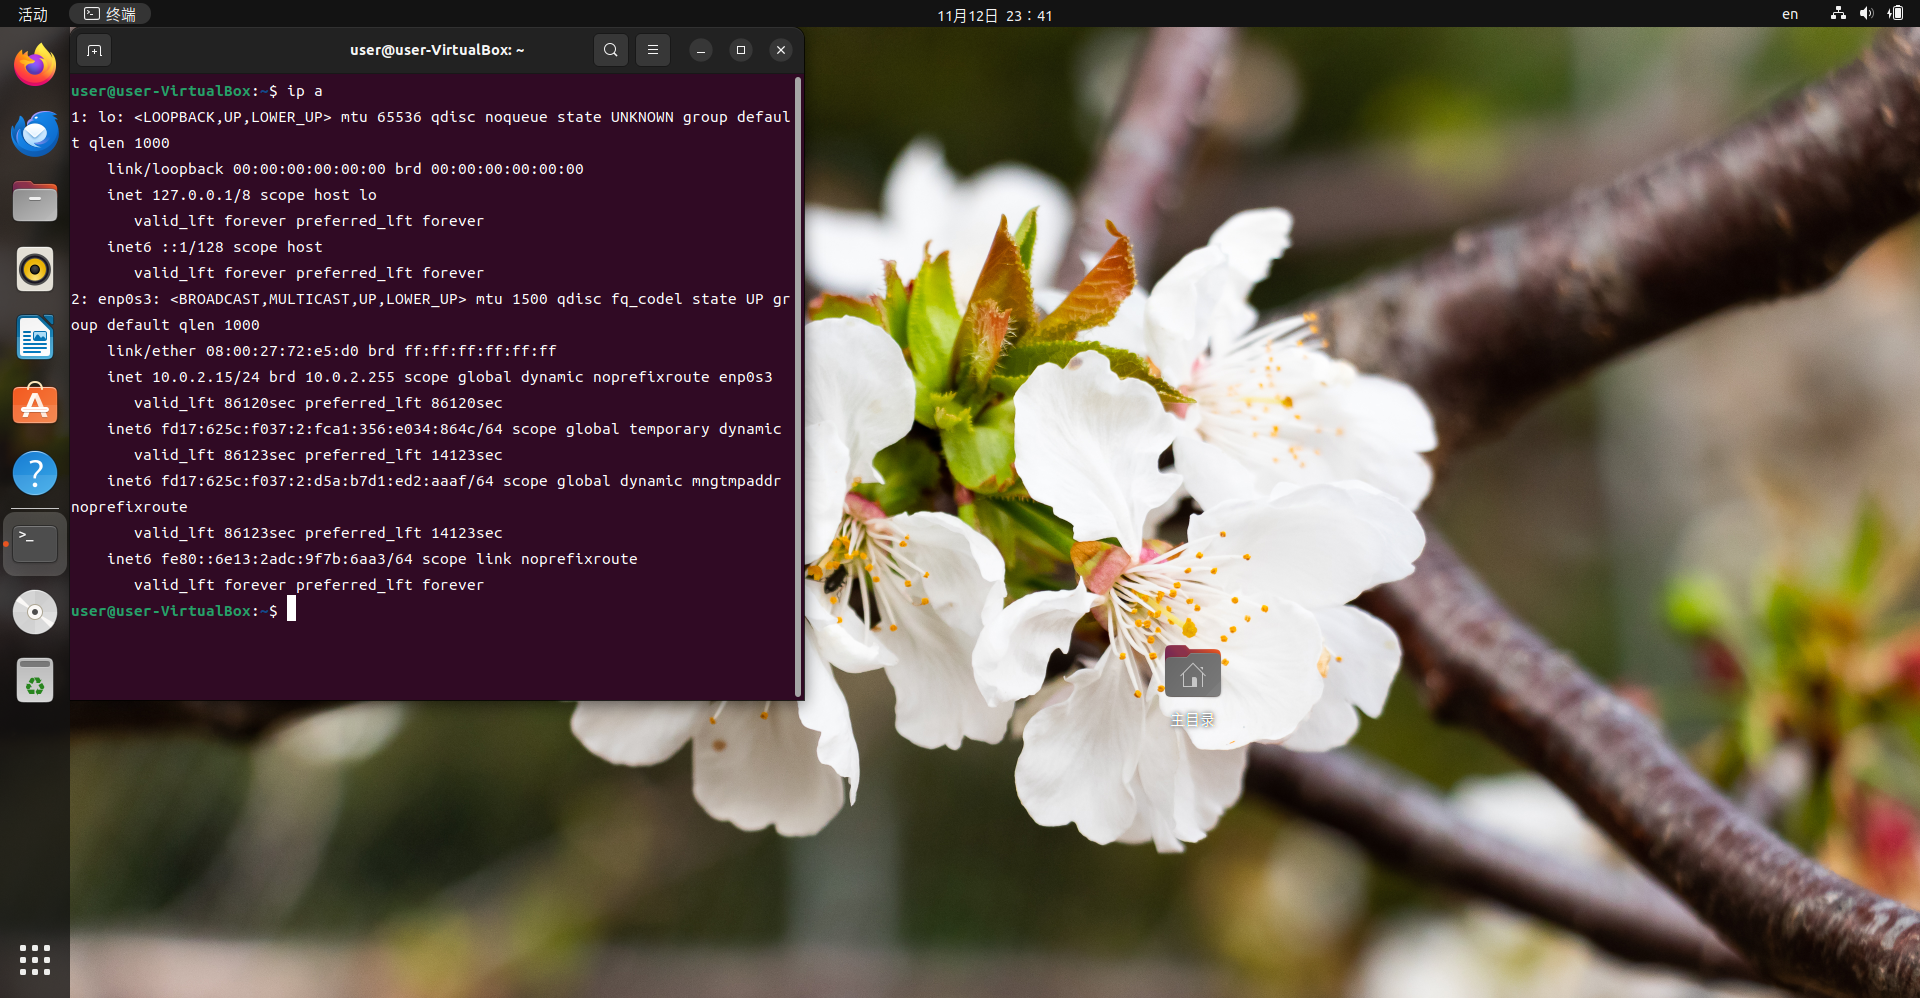 活动
终端
11月12日 23：41
en
user@user-VirtualBox: ~
user@user-VirtualBox:~$ ip a
1: lo: <LOOPBACK,UP,LOWER_UP> mtu 65536 qdisc noqueue state UNKNOWN group defaul
t qlen 1000
    link/loopback 00:00:00:00:00:00 brd 00:00:00:00:00:00
    inet 127.0.0.1/8 scope host lo
       valid_lft forever preferred_lft forever
    inet6 ::1/128 scope host
       valid_lft forever preferred_lft forever
2: enp0s3: <BROADCAST,MULTICAST,UP,LOWER_UP> mtu 1500 qdisc fq_codel state UP gr
oup default qlen 1000
    link/ether 08:00:27:72:e5:d0 brd ff:ff:ff:ff:ff:ff
    inet 10.0.2.15/24 brd 10.0.2.255 scope global dynamic noprefixroute enp0s3
       valid_lft 86120sec preferred_lft 86120sec
    inet6 fd17:625c:f037:2:fca1:356:e034:864c/64 scope global temporary dynamic
       valid_lft 86123sec preferred_lft 14123sec
    inet6 fd17:625c:f037:2:d5a:b7d1:ed2:aaaf/64 scope global dynamic mngtmpaddr
noprefixroute
       valid_lft 86123sec preferred_lft 14123sec
    inet6 fe80::6e13:2adc:9f7b:6aa3/64 scope link noprefixroute
       valid_lft forever preferred_lft forever
user@user-VirtualBox:~$
主目录